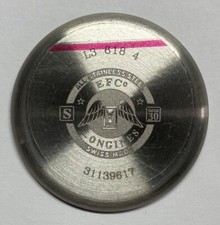 L3 618 4
ALL STAINLESS STEEL
EFCo
S
30
LONGINES
SWISS MADE
31139617